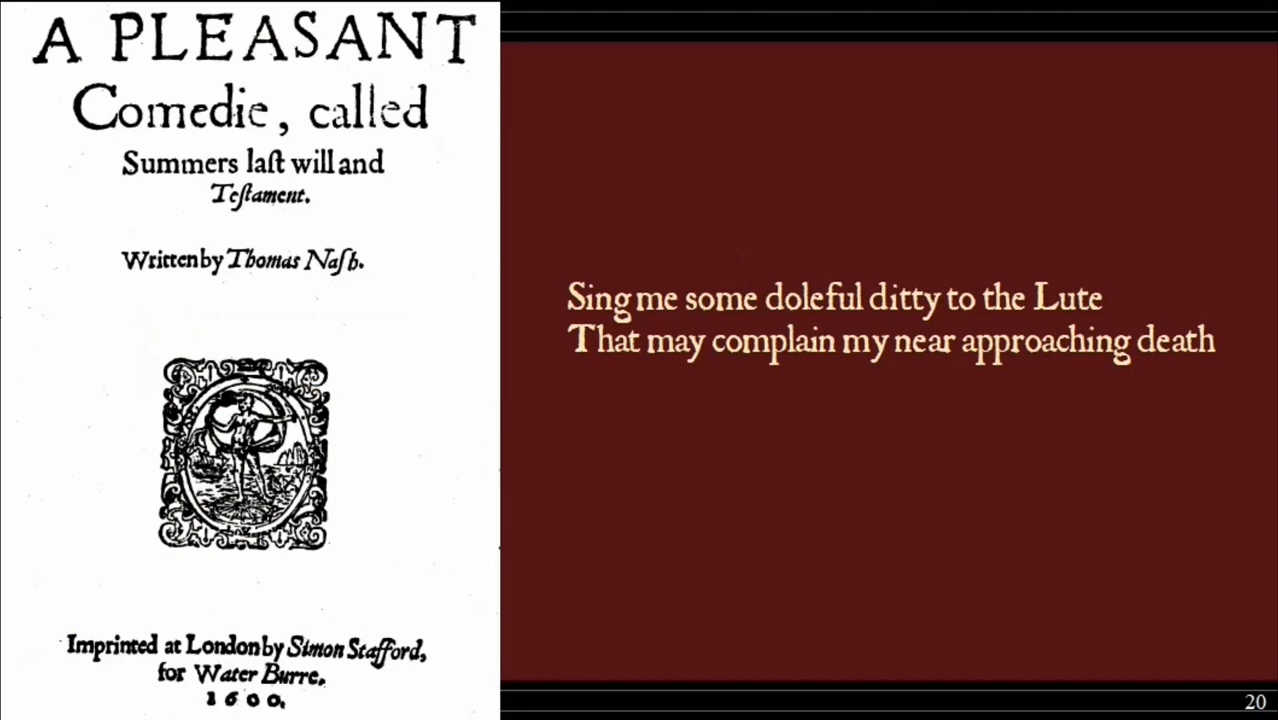 A PLEASANT
Comedie, called
Summers laſt will and
Teſtament.
Written by Thomas Naſh.
Imprinted at London by Simon Stafford,
for Water Burre.
1600.
Sing me some doleful ditty to the Lute
That may complain my near approaching death
20